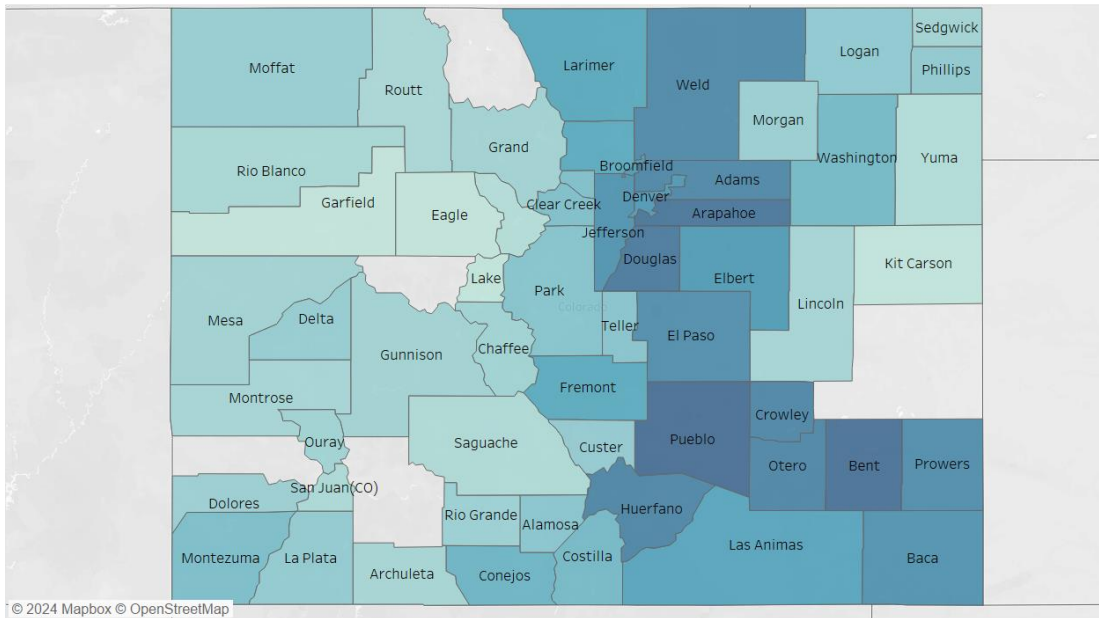 Sedgwick
Logan
Larimer
Moffat
Phillips
Weld
Routt
Morgan
Grand
Washington
Yuma
Broomfield
Rio Blanco
Adams
Denver
Garfield
Clear Creek
Arapahoe
Eagle
Jefferson
Douglas
Kit Carson
Lake
Elbert
Park
Lincoln
Colorado
Delta
Mesa
Teller
El Paso
Chaffee
Gunnison
Fremont
Montrose
Crowley
Pueblo
Ouray
Saguache
Custer
Otero
Bent
Prowers
San Juan(CO)
Dolores
Huerfano
Rio Grande
Alamosa
Las Animas
Montezuma
La Plata
Costilla
Baca
Archuleta
Conejos
© 2024 Mapbox © OpenStreetMap